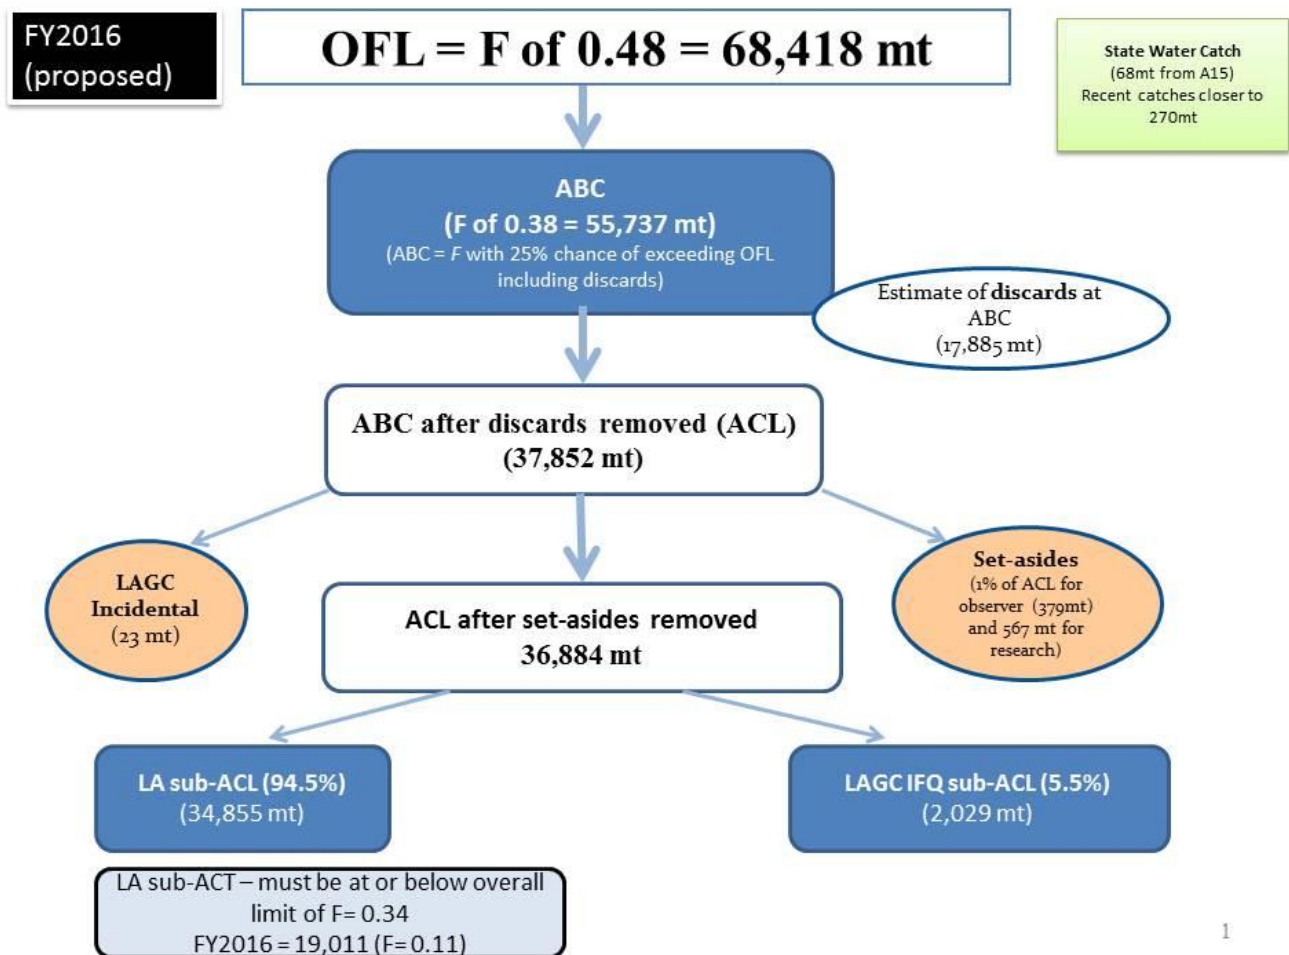 FY2016
(proposed)
OFL = F of 0.48 = 68,418 mt
State Water Catch
(68mt from A15)
Recent catches closer to
270mt
ABC
(F of 0.38 = 55,737 mt)
(ABC = F with 25% chance of exceeding OFL
including discards)
Estimate of discards at
ABC
(17,885 mt)
ABC after discards removed (ACL)
(37,852 mt)
LAGC
Incidental
(23 mt)
Set-asides
(1% of ACL for
observer (379mt)
and 567 mt for
research)
ACL after set-asides removed
36,884 mt
LA sub-ACL (94.5%)
(34,855 mt)
LAGC IFQ sub-ACL (5.5%)
(2,029 mt)
LA sub-ACT – must be at or below overall
limit of F= 0.34
FY2016 = 19,011 (F= 0.11)
1